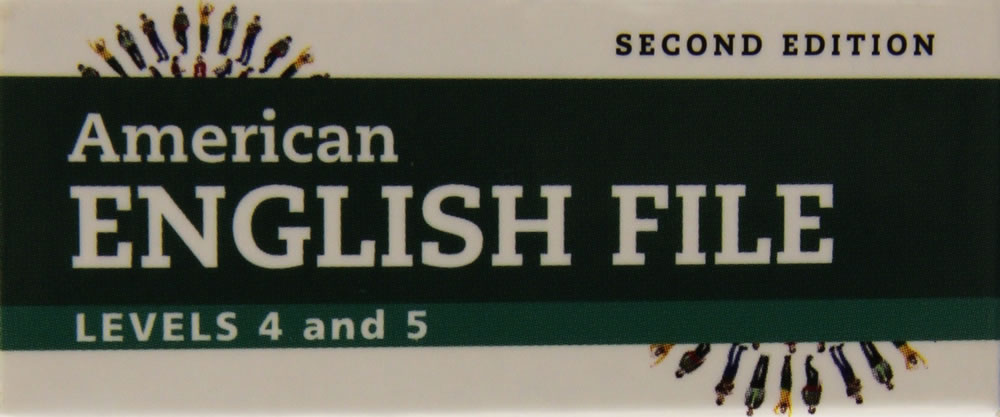 SECOND EDITION
American
ENGLISH FILE
LEVELS 4 and 5